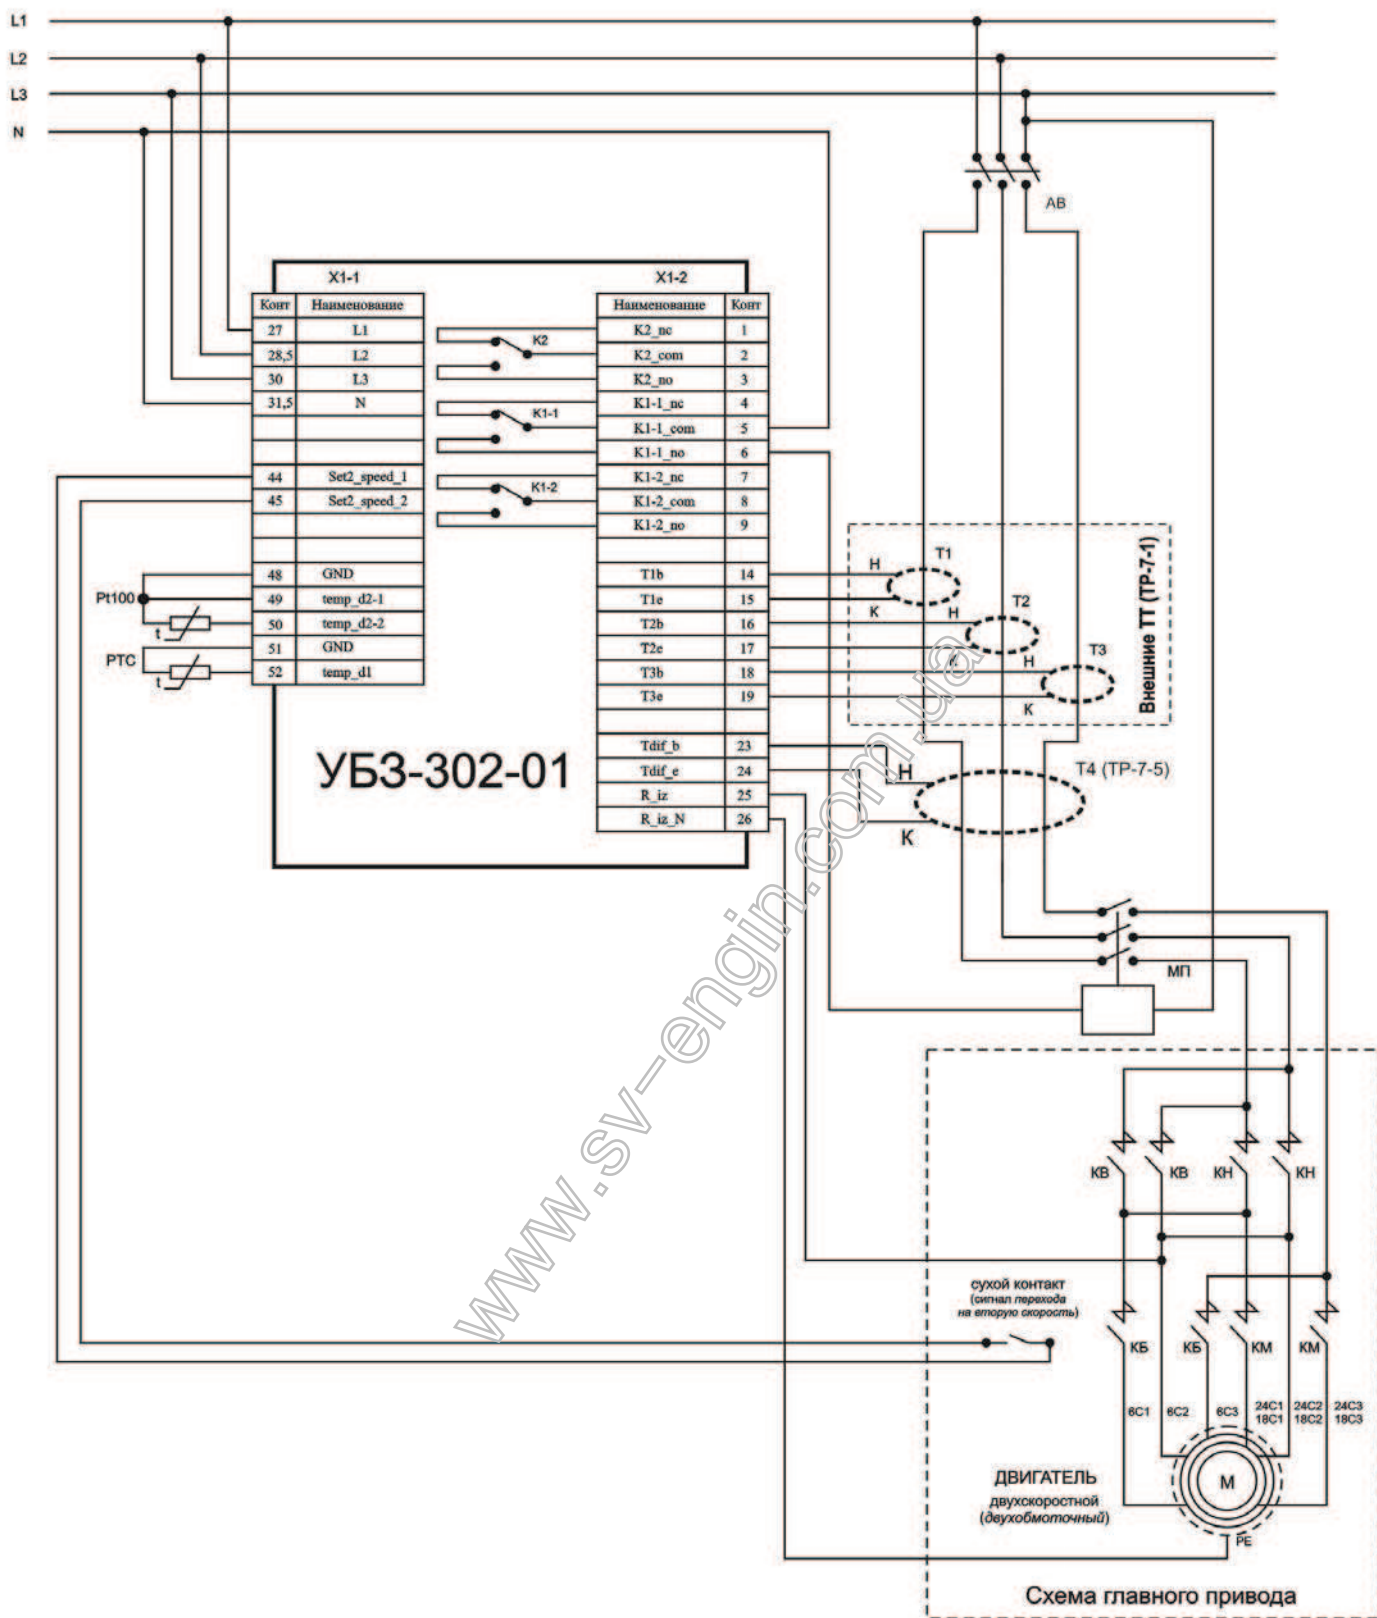 L1
L2
L3
N
АВ
X1-1
X1-2
Конт Наименование
Наименование Конт
27 L1
K2_nc 1
28,5 L2
K2_com 2
30 L3
K2_no 3
31,5 N
K1-1_nc 4
K1-1_com 5
K1-1_no 6
44 Set2_speed_1
K1-2_nc 7
45 Set2_speed_2
K1-2_com 8
K1-2_no 9
K2
K1-1
K1-2
48 GND
T1b 14
49 temp_d2-1
T1e 15
50 temp_d2-2
T2b 16
51 GND
T2e 17
52 temp_d1
T3b 18
T3e 19
Tdif_b 23
Tdif_e 24
R_iz 25
R_iz_N 26
Pt100
t
РТС
t
УБЗ-302-01
Н
Т1
К
Н
Т2
К
Н
Т3
К
Внешние ТТ (ТР-7-1)
Н
Т4 (ТР-7-5)
К
МП
КВ КВ КН КН
сухой контакт
(сигнал перехода
на вторую скорость)
КБ КБ КМ КМ
6С1 6С2 6С3 24С1 24С2 24С3
18С1 18С2 18С3
ДВИГАТЕЛЬ
двухскоростной
(двухобмоточный)
М
РЕ
Схема главного привода
www.sv-engin.com.ua